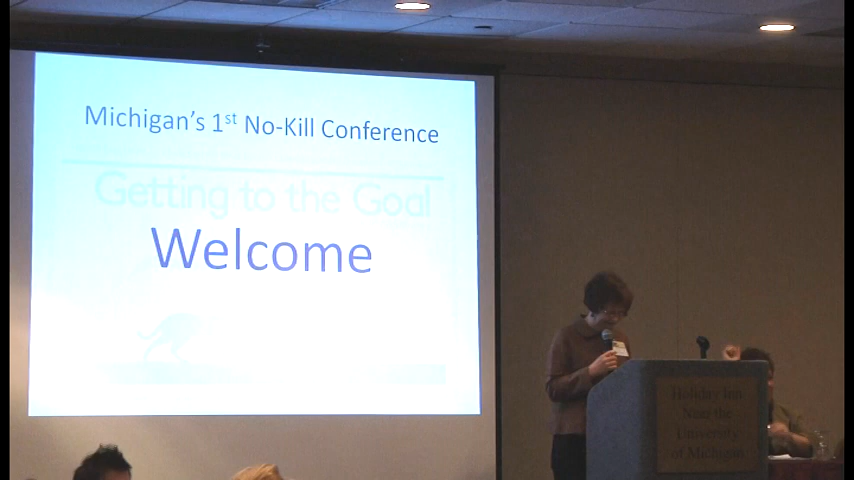 Michigan's 1st No-Kill Conference
Getting to the Goal
Welcome
Holiday Inn
Near the
University
of Michigan